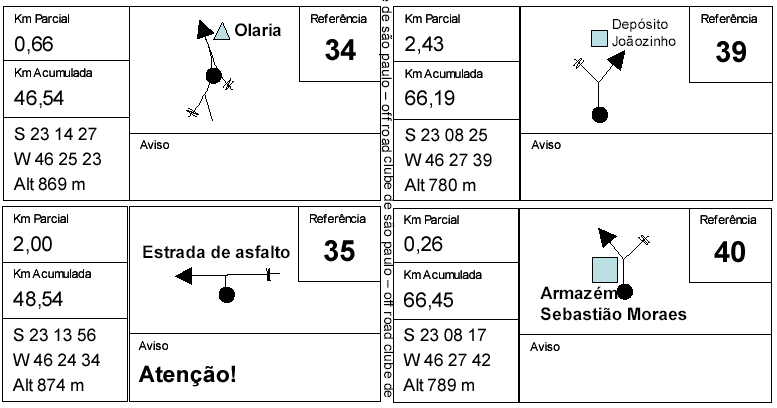 Km Parcial
0,66
Km Acumulada
46,54
S 23 14 27
W 46 25 23
Alt 869 m
Olaria
Referência
34
Aviso
Km Parcial
2,00
Km Acumulada
48,54
S 23 13 56
W 46 24 34
Alt 874 m
Estrada de asfalto
Referência
35
Aviso
Atenção!
de são paulo – off road clube de são paulo – off road clube de
Km Parcial
2,43
Km Acumulada
66,19
S 23 08 25
W 46 27 39
Alt 780 m
Depósito
Joãozinho
Referência
39
Aviso
Km Parcial
0,26
Km Acumulada
66,45
S 23 08 17
W 46 27 42
Alt 789 m
Armazém
Sebastião Moraes
Referência
40
Aviso